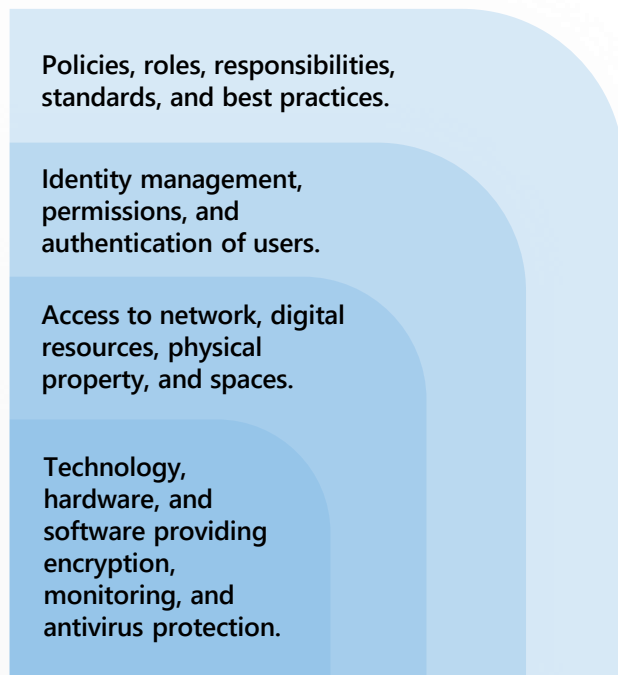 Policies, roles, responsibilities,
standards, and best practices.
Identity management,
permissions, and
authentication of users.
Access to network, digital
resources, physical
property, and spaces.
Technology,
hardware, and
software providing
encryption,
monitoring, and
antivirus protection.